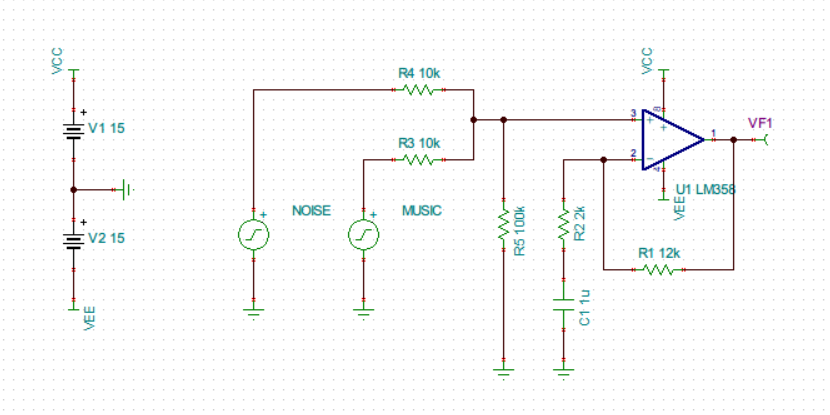 VCC
V1 15
V2 15
VEE
R4 10k
R3 10k
NOISE
MUSIC
R5 100k
R2 2k
C1 1u
VCC
3
8
2
4
1
VF1
U1 LM358
VEE
R1 12k